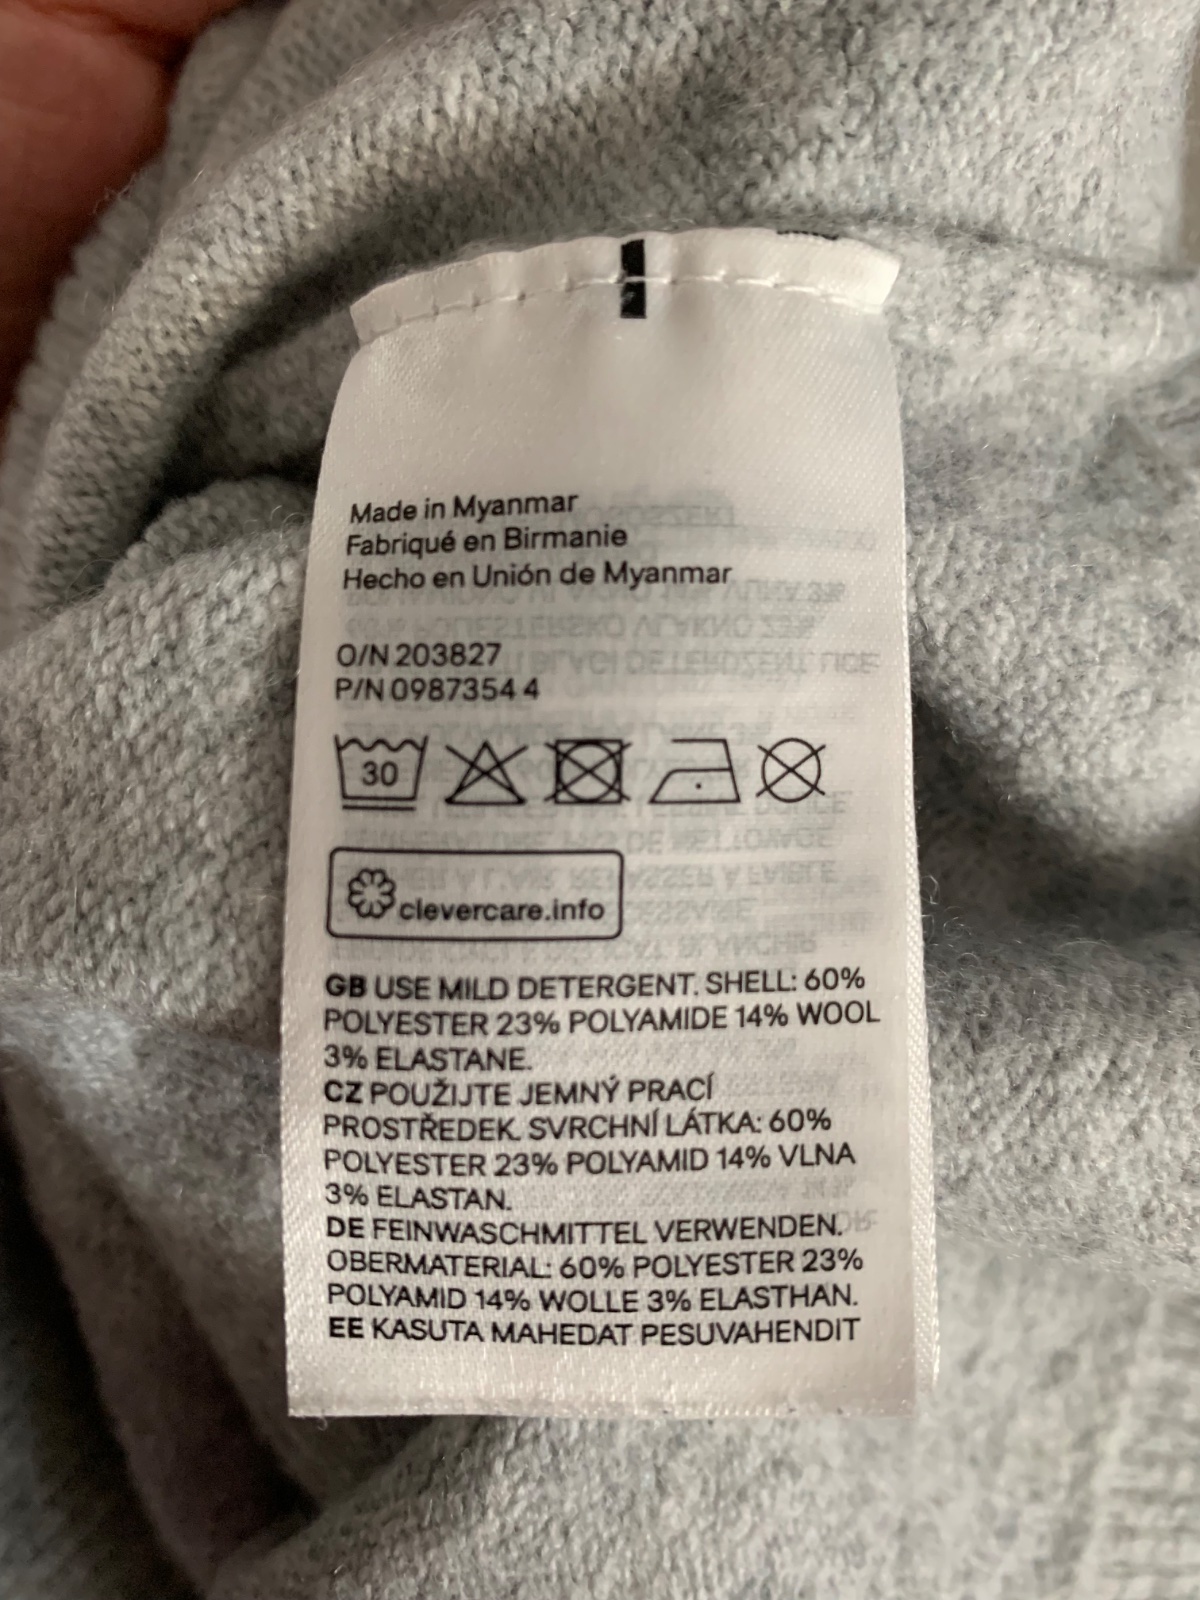 Made in Myanmar
Fabriqué en Birmanie
Hecho en Unión de Myanmar
O/N 203827
P/N 0987354 4
30
clevercare.info
GB USE MILD DETERGENT. SHELL: 60%
POLYESTER 23% POLYAMIDE 14% WOOL
3% ELASTANE.
CZ POUŽIJTE JEMNÝ PRACÍ
PROSTŘEDEK. SVRCHNÍ LÁTKA: 60%
POLYESTER 23% POLYAMID 14% VLNA
3% ELASTAN.
DE FEINWASCHMITTEL VERWENDEN.
OBERMATERIAL: 60% POLYESTER 23%
POLYAMID 14% WOLLE 3% ELASTHAN.
EE KASUTA MAHEDAT PESUVAHENDIT